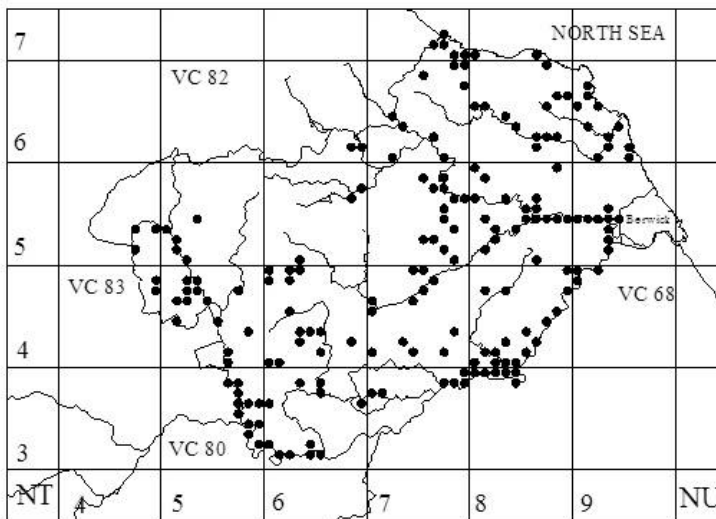 NORTH SEA
7
VC 82
6
Berwick
5
VC 83
VC 68
4
VC 80
3
NT 4 5 6 7 8 9 NU